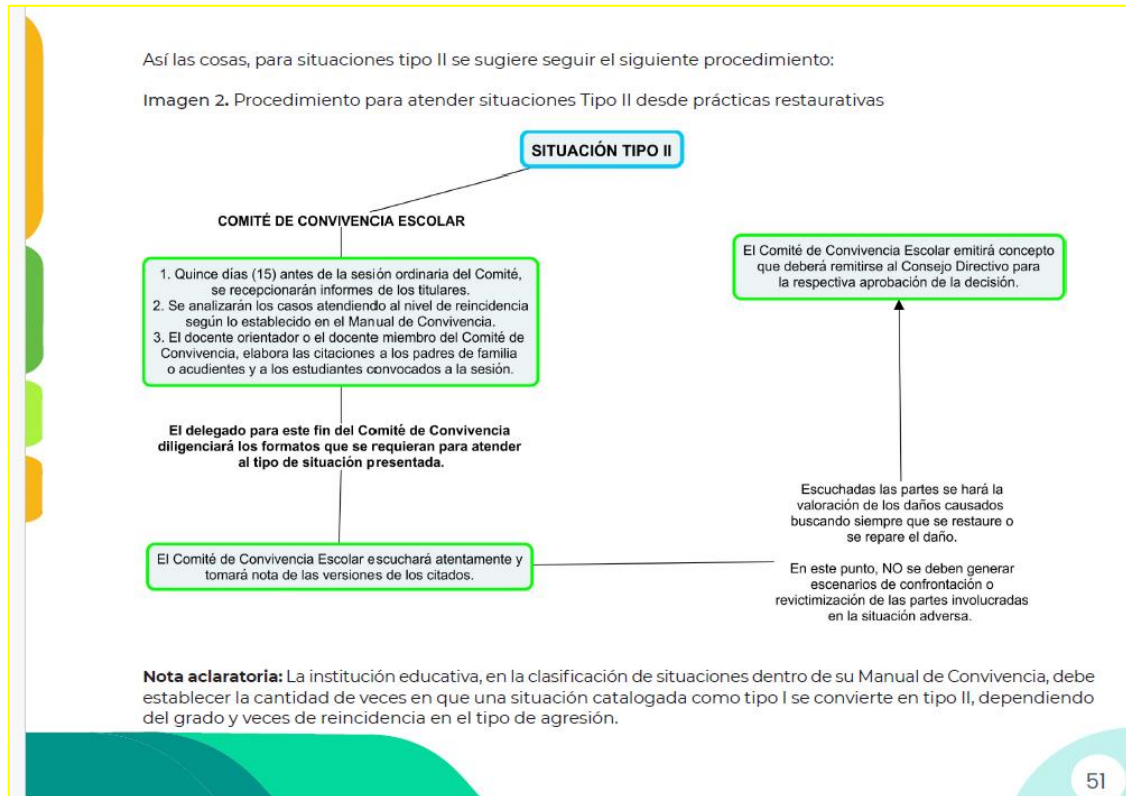 Así las cosas, para situaciones tipo II se sugiere seguir el siguiente procedimiento:
Imagen 2. Procedimiento para atender situaciones Tipo II desde prácticas restaurativas
SITUACIÓN TIPO II
COMITÉ DE CONVIVENCIA ESCOLAR
1. Quince días (15) antes de la sesión ordinaria del Comité,
se recepcionarán informes de los titulares.
2. Se analizarán los casos atendiendo al nivel de reincidencia
según lo establecido en el Manual de Convivencia.
3. El docente orientador o el docente miembro del Comité de
Convivencia, elabora las citaciones a los padres de familia
o acudientes y a los estudiantes convocados a la sesión.
El delegado para este fin del Comité de Convivencia
diligenciará los formatos que se requieran para atender
al tipo de situación presentada.
El Comité de Convivencia Escolar escuchará atentamente y
tomará nota de las versiones de los citados.
Escuchadas las partes se hará la
valoración de los daños causados
buscando siempre que se restaure o
se repare el daño.
En este punto, NO se deben generar
escenarios de confrontación o
revictimización de las partes involucradas
en la situación adversa.
El Comité de Convivencia Escolar emitirá concepto
que deberá remitirse al Consejo Directivo para
la respectiva aprobación de la decisión.
Nota aclaratoria: La institución educativa, en la clasificación de situaciones dentro de su Manual de Convivencia, debe
establecer la cantidad de veces en que una situación catalogada como tipo I se convierte en tipo II, dependiendo
del grado y veces de reincidencia en el tipo de agresión.
51